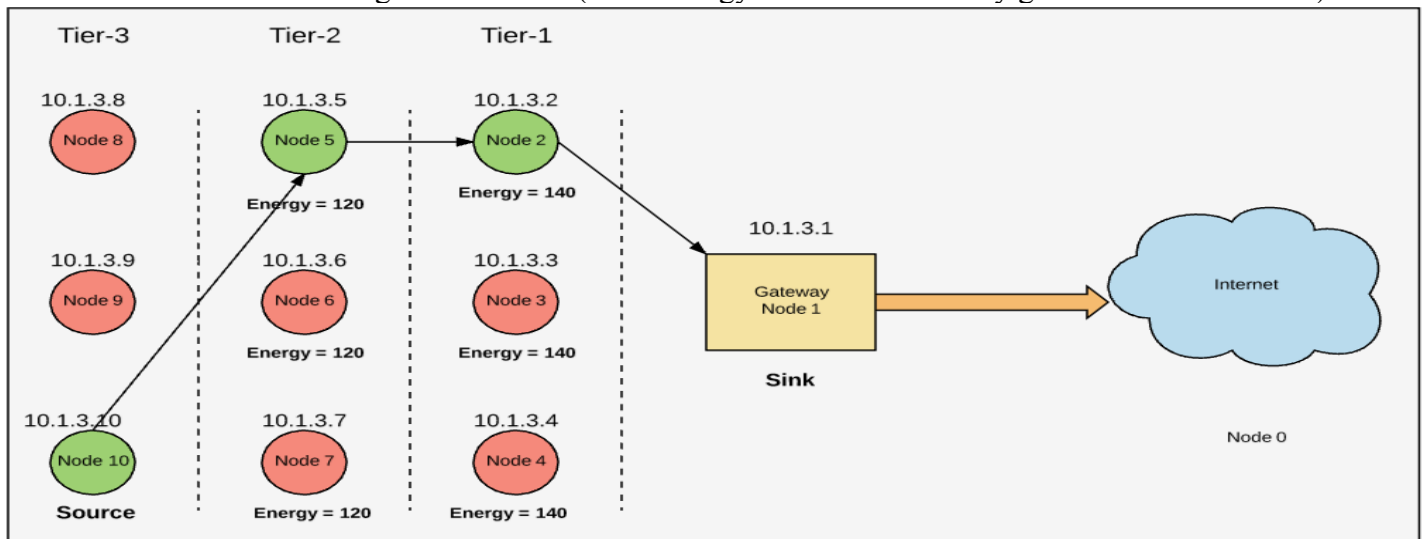 Tier-3 Tier-2 Tier-1
10.1.3.8 10.1.3.5 10.1.3.2
Node 8 Node 5 Node 2
Energy = 120 Energy = 140
10.1.3.1
10.1.3.9 10.1.3.6 10.1.3.3
Node 9 Node 6 Node 3
Gateway
Node 1
Internet
Energy = 120 Energy = 140
Sink
10.1.3.10 10.1.3.7 10.1.3.4
Node 10 Node 7 Node 4
Node 0
Source Energy = 120 Energy = 140